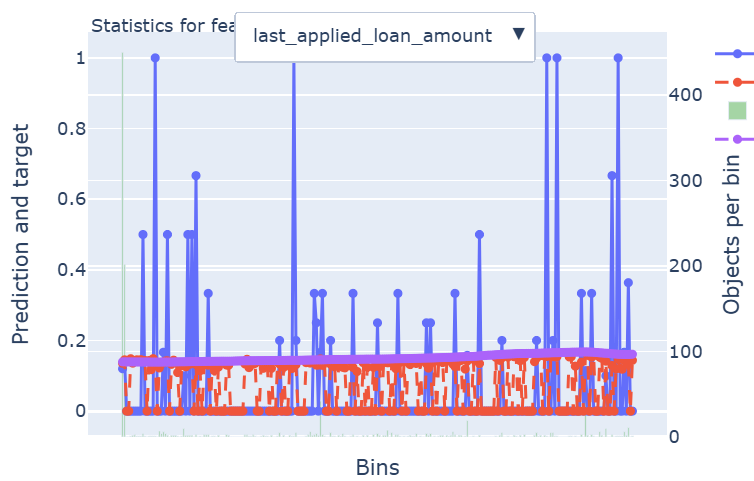 Statistics for
last_applied_loan_amount ▼
1
0.8
0.6
0.4
0.2
0
400
300
200
100
0
Prediction and target
Objects per bin
Bins